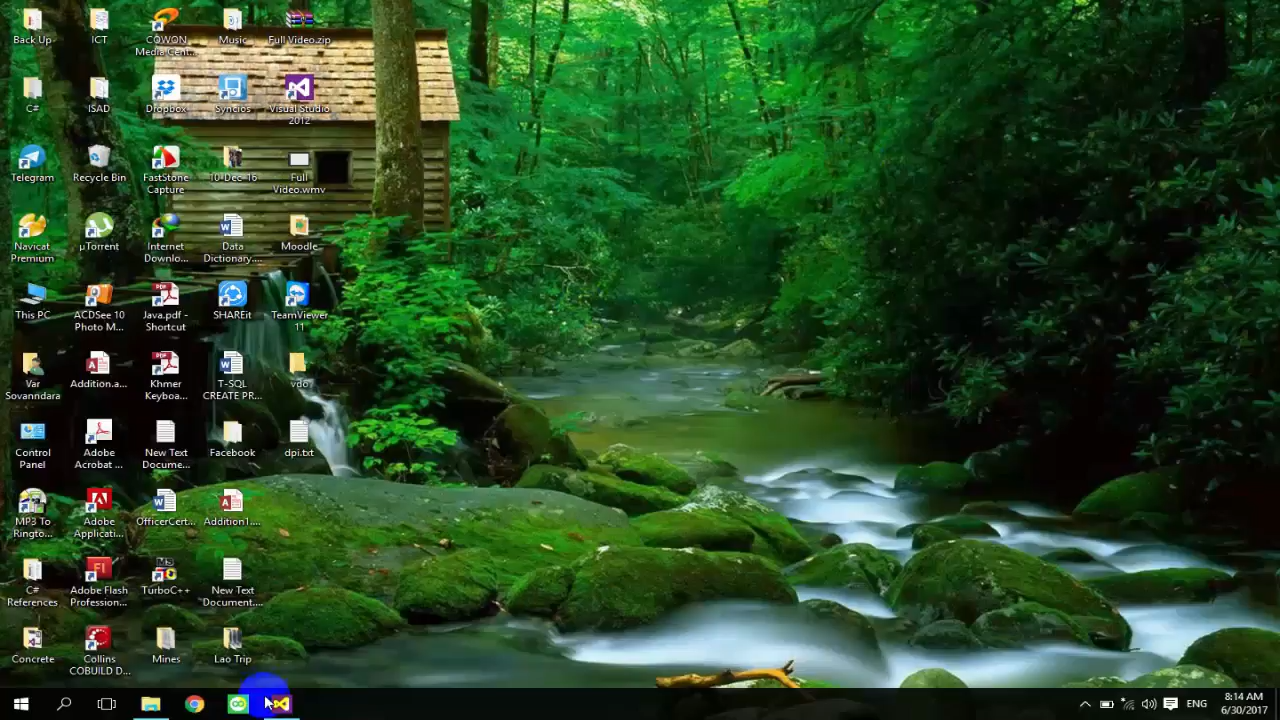 Back Up
ICT
COWON
Media Cent...
Music
Full Video.zip
C#
ISAD
Dropbox
Syncios
Visual Studio
2012
Telegram
Recycle Bin
FastStone
Capture
10-Dec-16
Full
Video.wmv
Navicat
Premium
µTorrent
Internet
Downlo...
Data
Dictionary....
Moodle
This PC
ACDSee 10
Photo M...
Java.pdf -
Shortcut
SHAREit
TeamViewer
11
Var
Sovanndara
Addition.a...
Khmer
Keyboa...
T-SQL
CREATE PR...
vdo
Control
Panel
Adobe
Acrobat ...
New Text
Docume...
Facebook
dpi.txt
MP3 To
Ringto...
Adobe
Applicati...
OfficerCert...
Addition1....
C#
References
Adobe Flash
Profession...
TurboC++
New Text
Document....
Concrete
Collins
COBUILD D...
Mines
Lao Trip
ENG
8:14 AM
6/30/2017